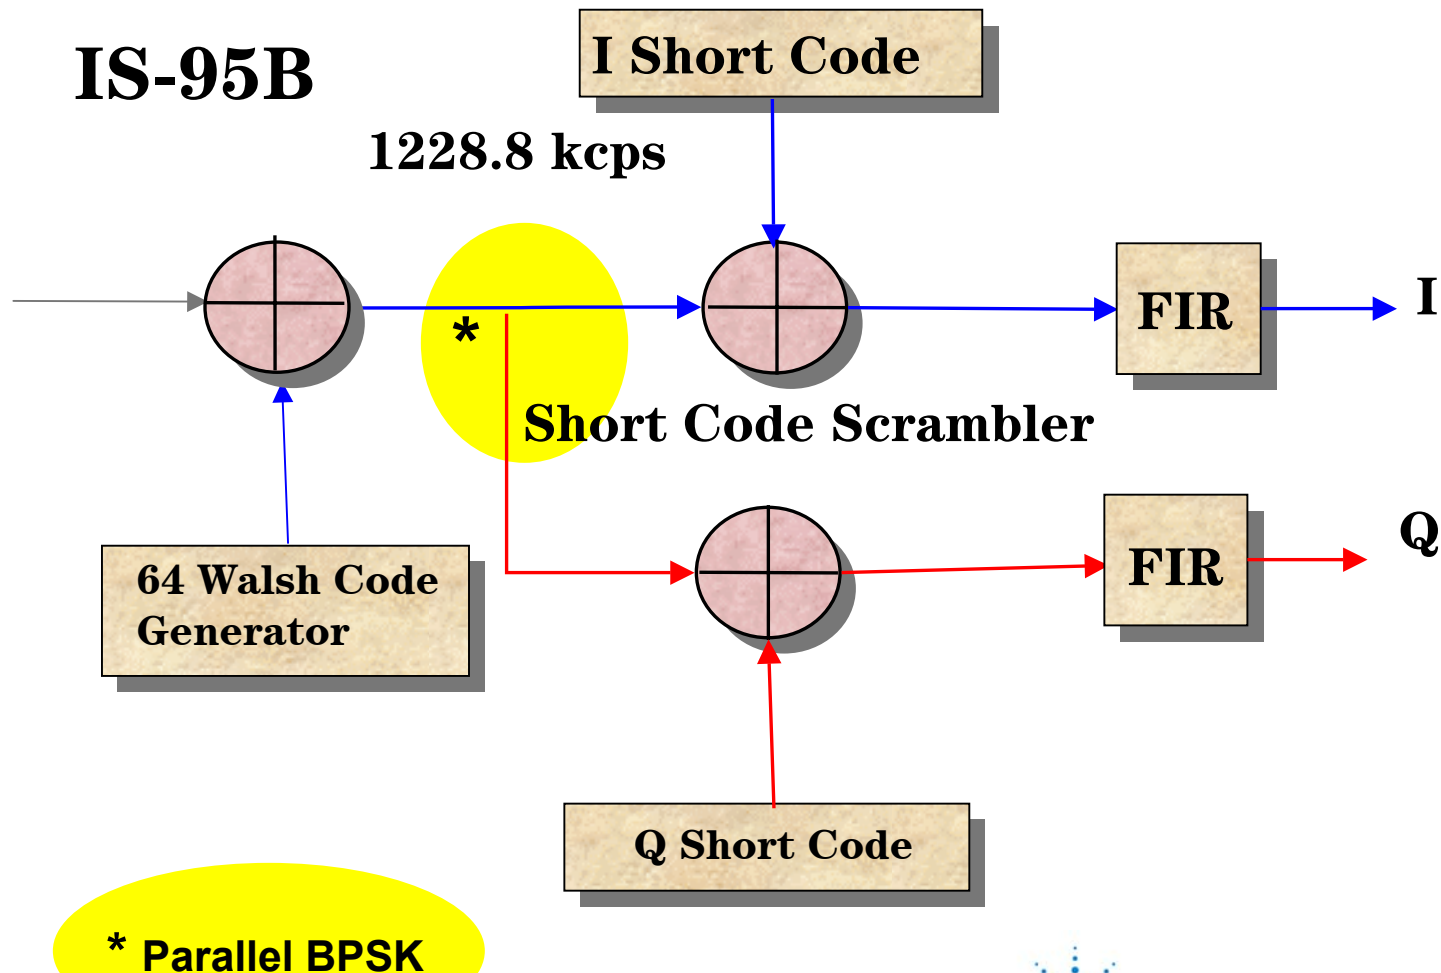 IS-95B
I Short Code
1228.8 kcps
*
FIR
I
Short Code Scrambler
Q
FIR
64 Walsh Code
Generator
Q Short Code
* Parallel BPSK